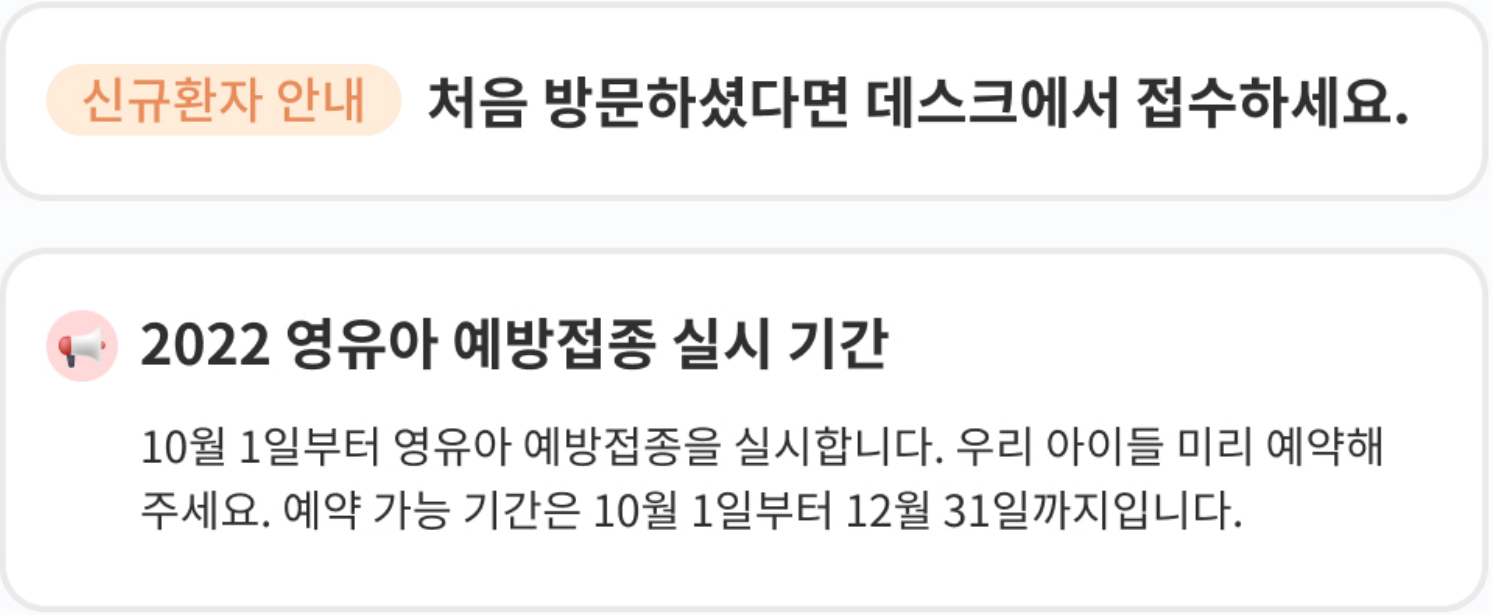 신규환자 안내 처음 방문하셨다면 데스크에서 접수하세요.
2022 영유아 예방접종 실시 기간
10월 1일부터 영유아 예방접종을 실시합니다. 우리 아이들 미리 예약해
주세요. 예약 가능 기간은 10월 1일부터 12월 31일까지입니다.